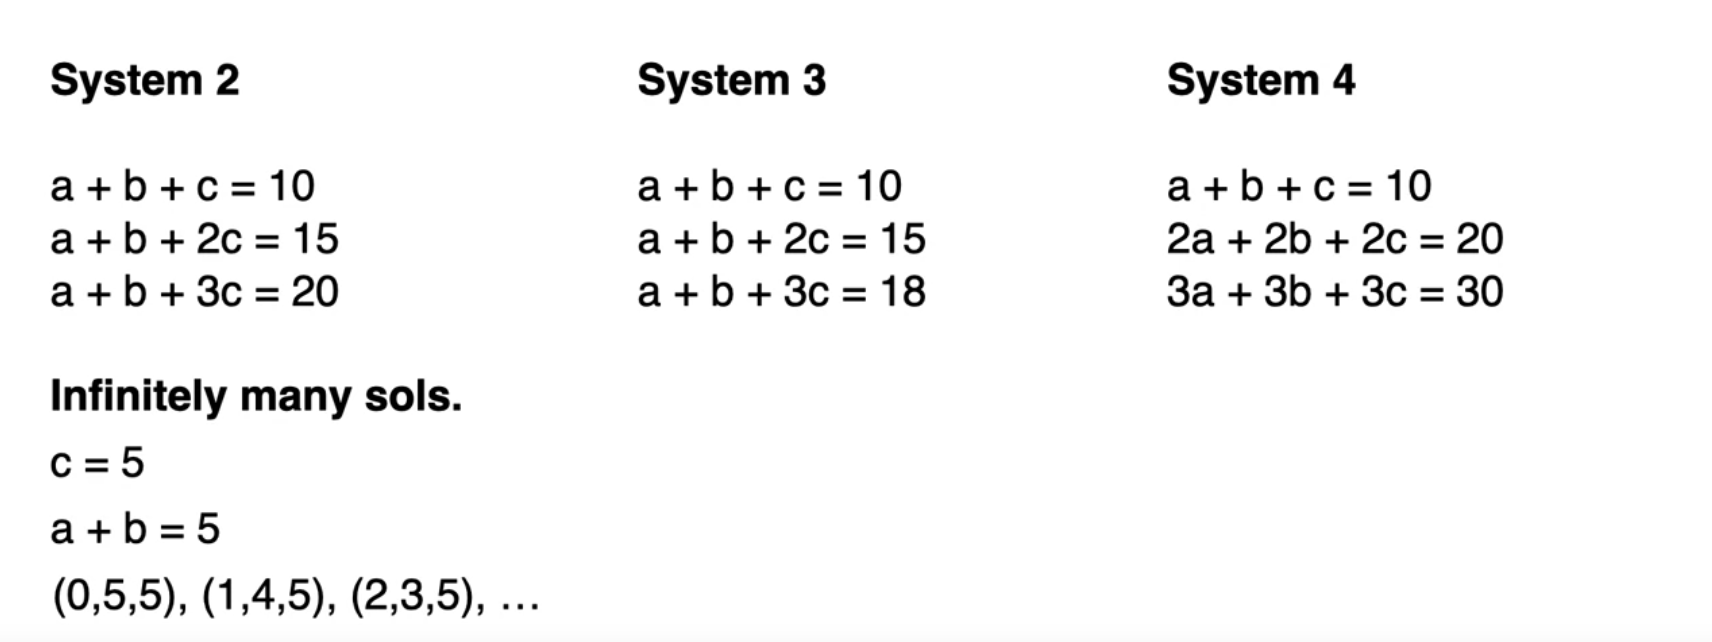 System 2
a + b + c = 10
a + b + 2c = 15
a + b + 3c = 20
Infinitely many sols.
c = 5
a + b = 5
(0,5,5), (1,4,5), (2,3,5), ...
System 3
a + b + c = 10
a + b + 2c = 15
a + b + 3c = 18
System 4
a + b + c = 10
2a + 2b + 2c = 20
3a + 3b + 3c = 30